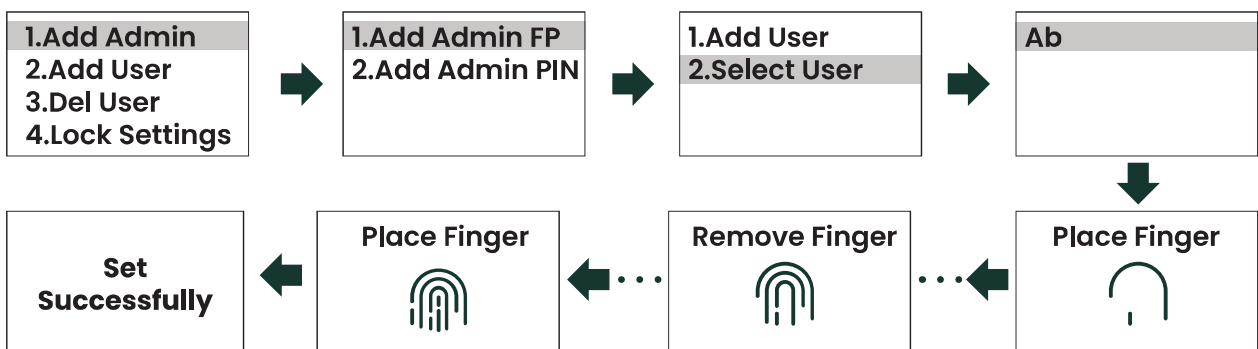 1.Add Admin
2.Add User
3.Del User
4.Lock Settings
1.Add Admin FP
2.Add Admin PIN
1.Add User
2.Select User
Ab
Place Finger
Remove Finger
Place Finger
Set
Successfully